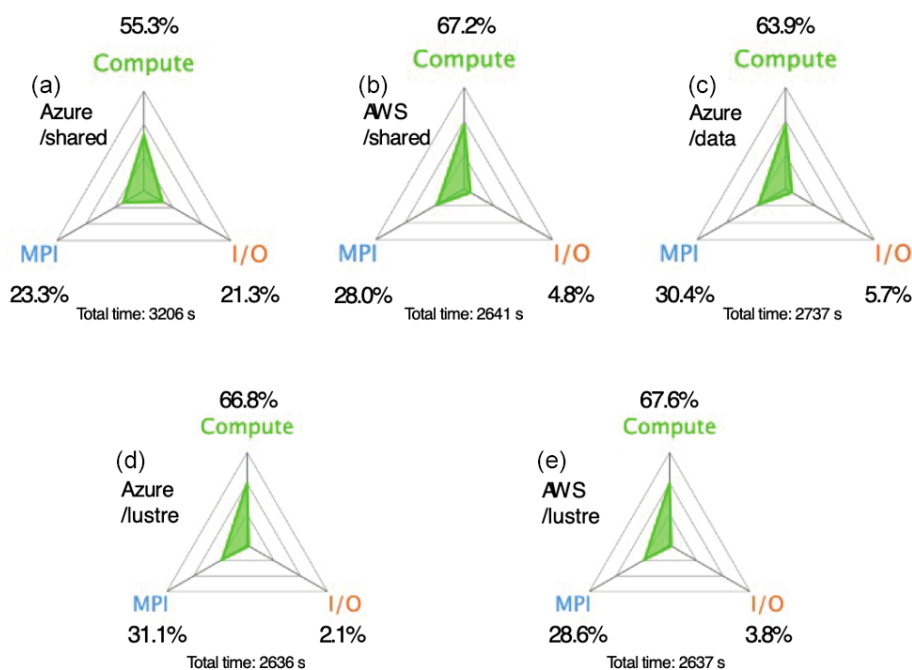 55.3%
Compute
(a)
Azure
/shared
MPI
I/O
23.3%
21.3%
Total time: 3206 s
67.2%
Compute
(b)
AWS
/shared
MPI
I/O
28.0%
4.8%
Total time: 2641 s
63.9%
Compute
(c)
Azure
/data
MPI
I/O
30.4%
5.7%
Total time: 2737 s
66.8%
Compute
(d)
Azure
/lustre
MPI
I/O
31.1%
2.1%
Total time: 2636 s
67.6%
Compute
(e)
AWS
/lustre
MPI
I/O
28.6%
3.8%
Total time: 2637 s